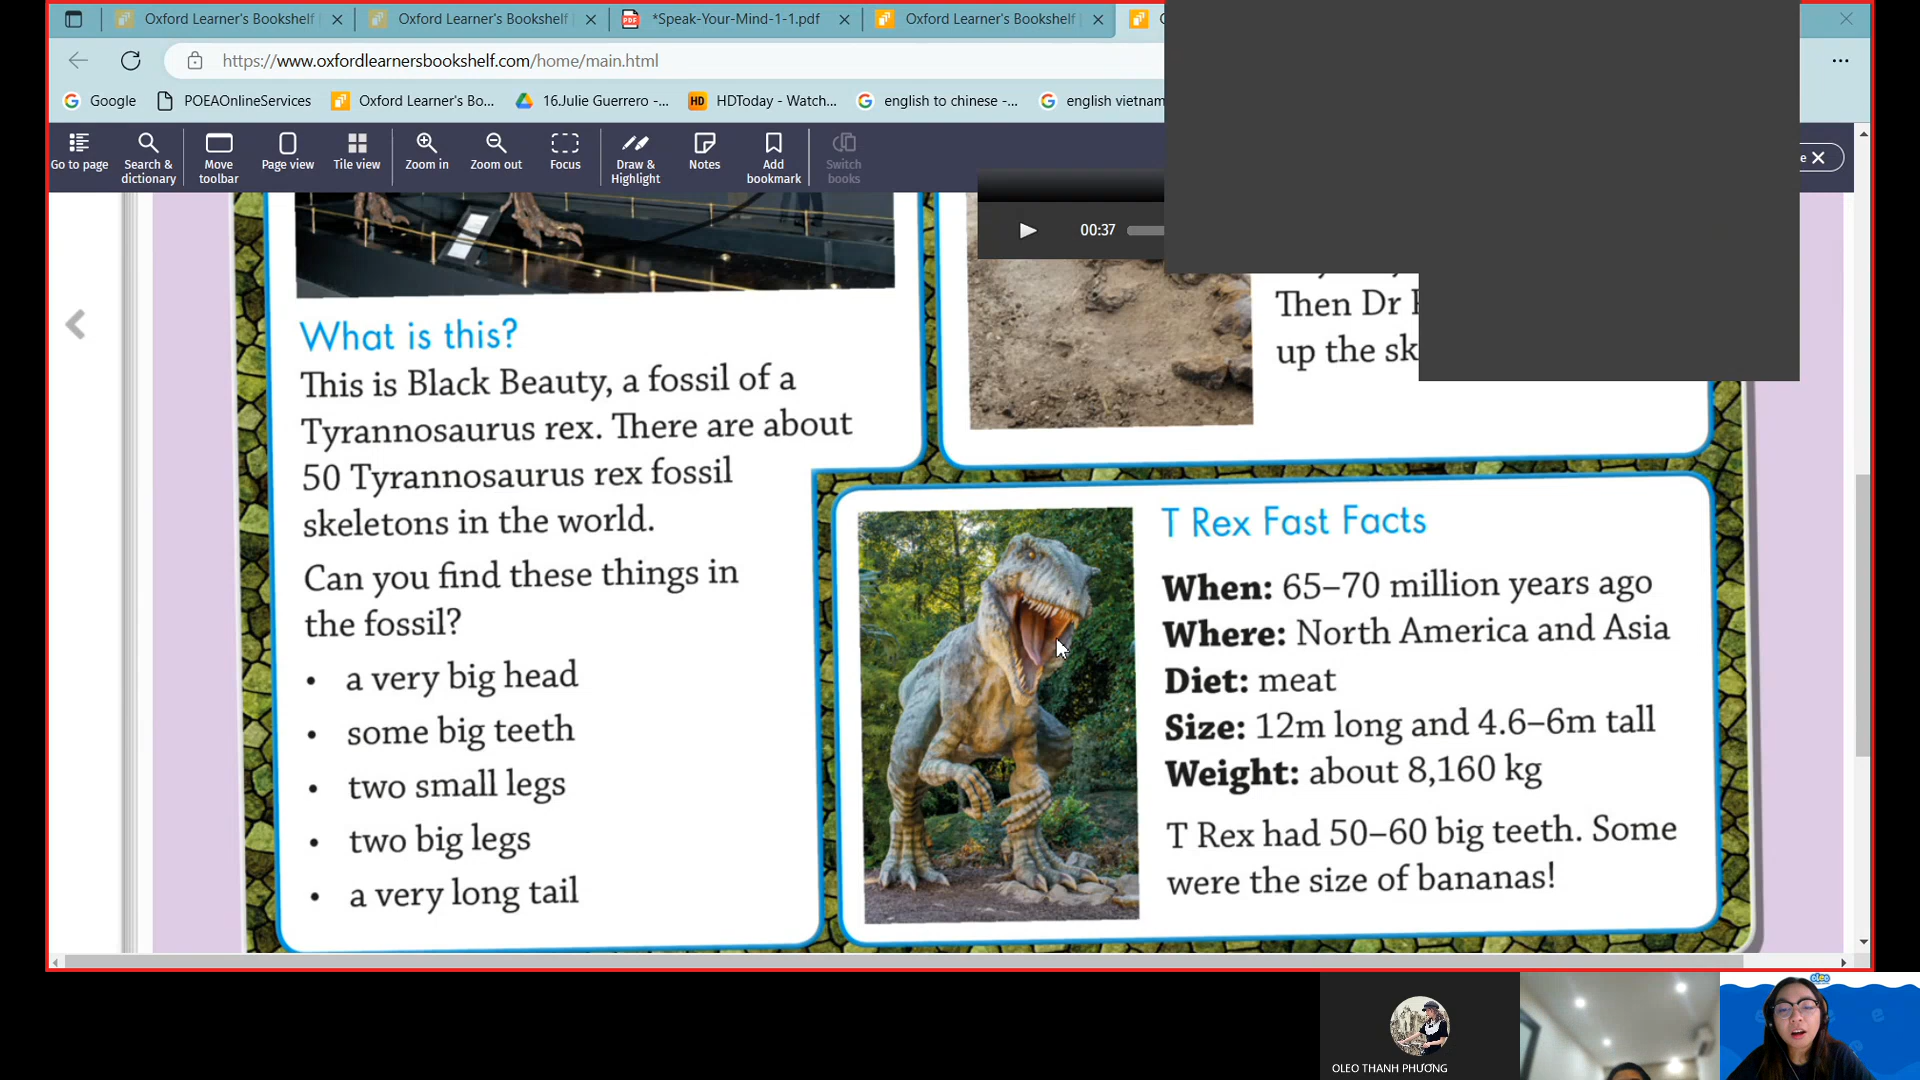 Oxford Learner's Bookshelf
Oxford Learner's Bookshelf
*Speak-Your-Mind-1-1.pdf
Oxford Learner's Bookshelf
https://www.oxfordlearnersbookshelf.com/home/main.html
Google
POEAOnlineServices
Oxford Learner's Bo...
16.Julie Guerrero -...
HDToday - Watch...
english to chinese -...
english vietnam
Go to page
Search & dictionary
Move toolbar
Page view
Tile view
Zoom in
Zoom out
Focus
Draw & Highlight
Notes
Add bookmark
Switch books
00:37
Then Dr
up the sk
What is this?
This is Black Beauty, a fossil of a
Tyrannosaurus rex. There are about
50 Tyrannosaurus rex fossil
skeletons in the world.
Can you find these things in
the fossil?
• a very big head
• some big teeth
• two small legs
• two big legs
• a very long tail
T Rex Fast Facts
When: 65–70 million years ago
Where: North America and Asia
Diet: meat
Size: 12m long and 4.6–6m tall
Weight: about 8,160 kg
T Rex had 50–60 big teeth. Some
were the size of bananas!
OLEO THANH PHƯƠNG
oleo